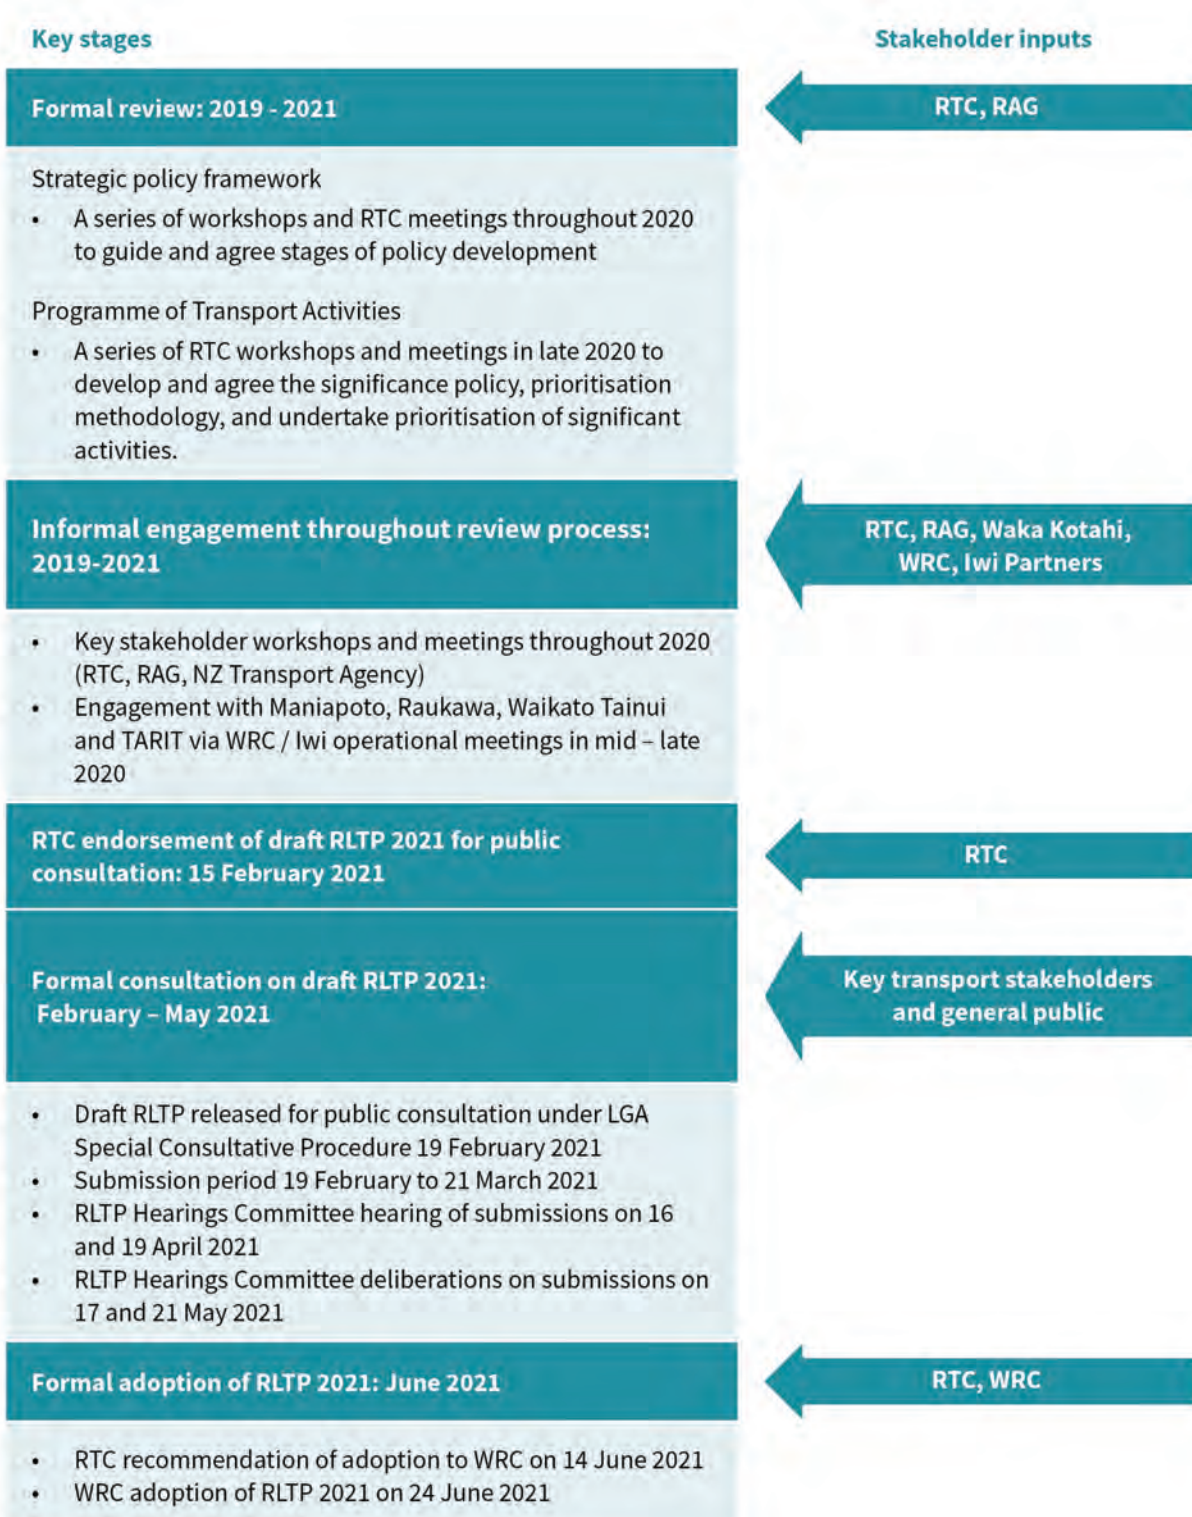 Key stages
Stakeholder inputs
Formal review: 2019 - 2021
RTC, RAG
Strategic policy framework
• A series of workshops and RTC meetings throughout 2020
to guide and agree stages of policy development
Programme of Transport Activities
• A series of RTC workshops and meetings in late 2020 to
develop and agree the significance policy, prioritisation
methodology, and undertake prioritisation of significant
activities.
Informal engagement throughout review process:
2019-2021
RTC, RAG, Waka Kotahi,
WRC, Iwi Partners
• Key stakeholder workshops and meetings throughout 2020
(RTC, RAG, NZ Transport Agency)
• Engagement with Maniapoto, Raukawa, Waikato Tainui
and TARIT via WRC / Iwi operational meetings in mid – late
2020
RTC endorsement of draft RLTP 2021 for public
consultation: 15 February 2021
RTC
Formal consultation on draft RLTP 2021:
February – May 2021
Key transport stakeholders
and general public
• Draft RLTP released for public consultation under LGA
Special Consultative Procedure 19 February 2021
• Submission period 19 February to 21 March 2021
• RLTP Hearings Committee hearing of submissions on 16
and 19 April 2021
• RLTP Hearings Committee deliberations on submissions on
17 and 21 May 2021
Formal adoption of RLTP 2021: June 2021
RTC, WRC
• RTC recommendation of adoption to WRC on 14 June 2021
• WRC adoption of RLTP 2021 on 24 June 2021